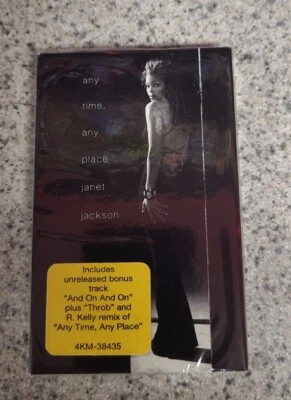 any
time,
any
place
janet
jackson
Includes
unreleased bonus
track
"And On And On"
plus "Throb" and
R. Kelly remix of
"Any Time, Any Place"
4KM-38435